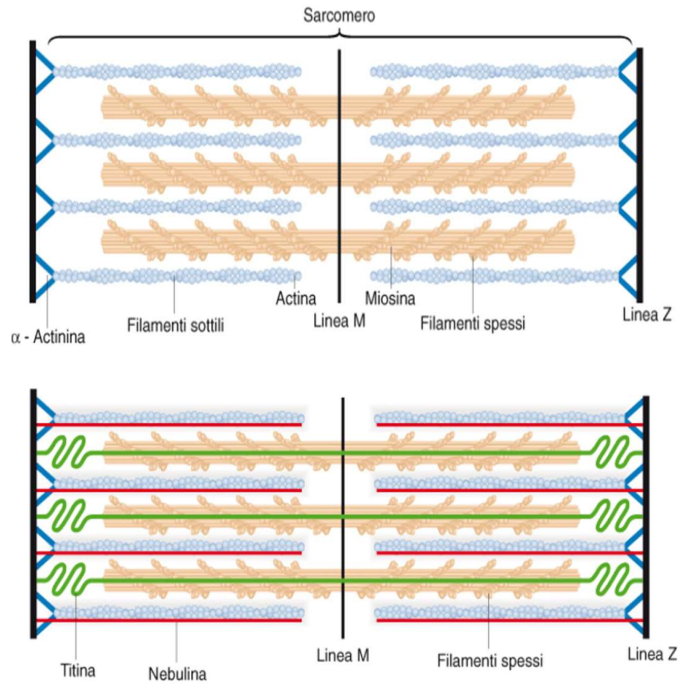 Sarcomero
Actina
Miosina
Linea M
Linea Z
Filamenti sottili
Filamenti spessi
α - Actinina
Linea M
Linea Z
Filamenti spessi
Titina
Nebulina